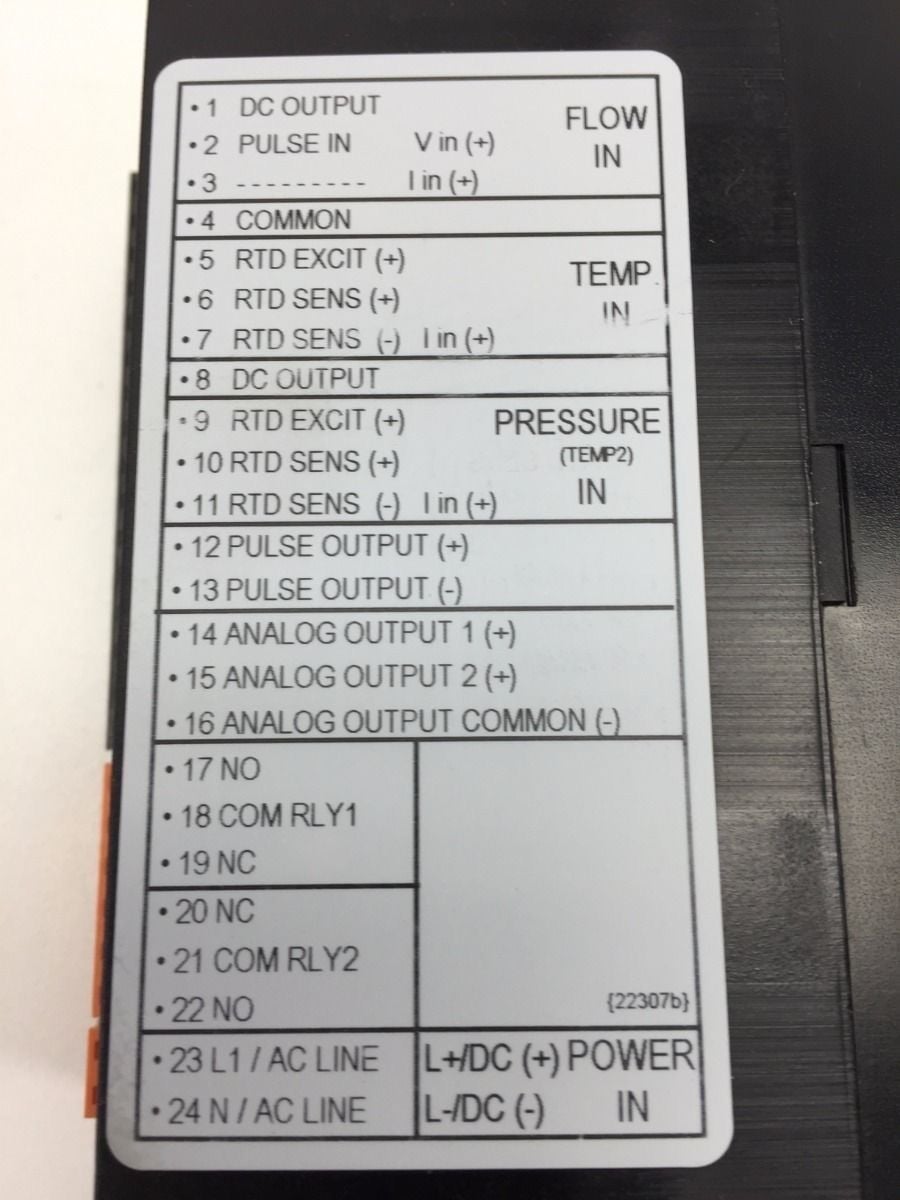 • 1 DC OUTPUT FLOW
• 2 PULSE IN V in (+) IN
• 3 --------- I in (+)
• 4 COMMON
• 5 RTD EXCIT (+) TEMP.
• 6 RTD SENS (+) IN
• 7 RTD SENS (-) I in (+)
• 8 DC OUTPUT
• 9 RTD EXCIT (+) PRESSURE
• 10 RTD SENS (+) (TEMP2)
• 11 RTD SENS (-) I in (+) IN
• 12 PULSE OUTPUT (+)
• 13 PULSE OUTPUT (-)
• 14 ANALOG OUTPUT 1 (+)
• 15 ANALOG OUTPUT 2 (+)
• 16 ANALOG OUTPUT COMMON (-)
• 17 NO
• 18 COM RLY1
• 19 NC
• 20 NC
• 21 COM RLY2
• 22 NO {22307b}
• 23 L1 / AC LINE L+/DC (+) POWER
• 24 N / AC LINE L-/DC (-) IN